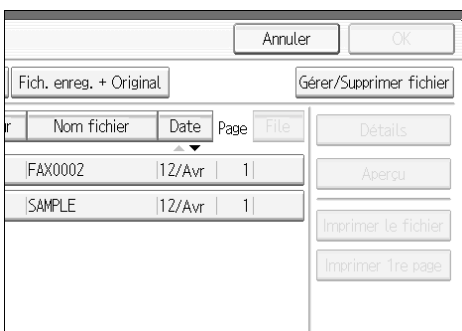 Annuler OK
Fich. enreg. + Original Gérer/Supprimer fichier
r Nom fichier Date Page File Détails
FAX0002 12/Avr 1 Aperçu
SAMPLE 12/Avr 1
Imprimer le fichier
Imprimer 1re page